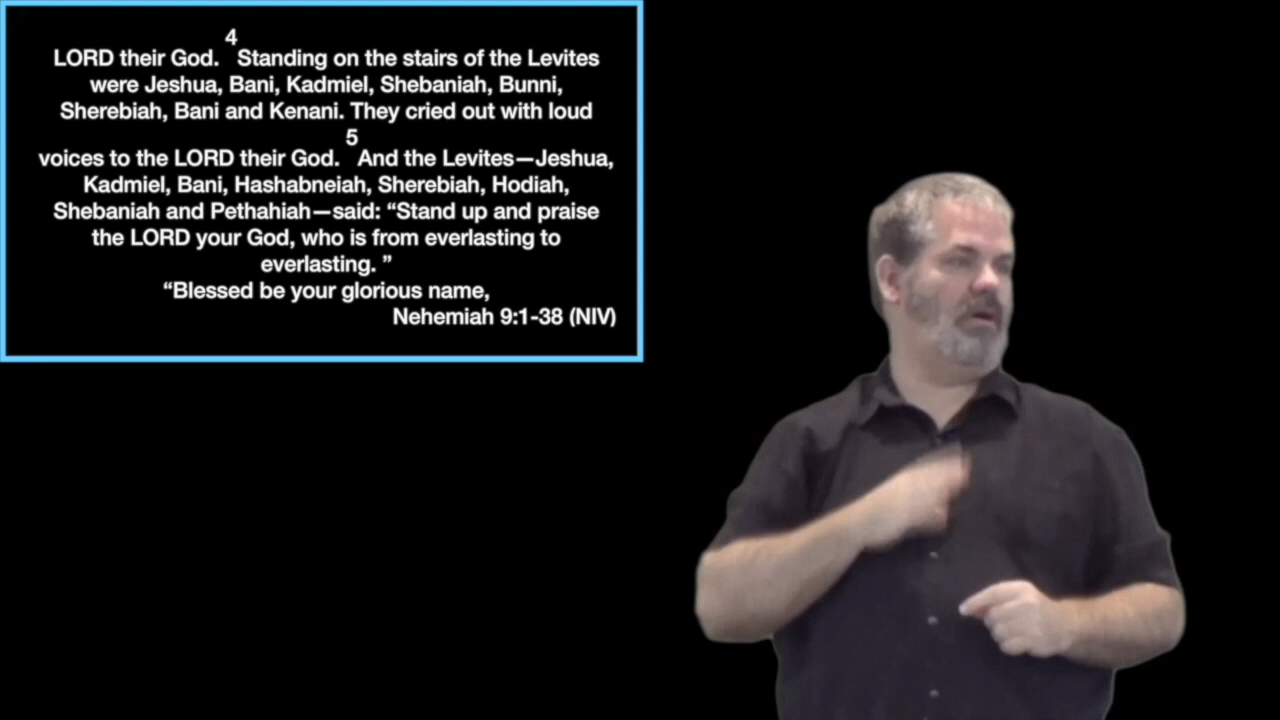 4
LORD their God. Standing on the stairs of the Levites
were Jeshua, Bani, Kadmiel, Shebaniah, Bunni,
Sherebiah, Bani and Kenani. They cried out with loud
5
voices to the LORD their God. And the Levites—Jeshua,
Kadmiel, Bani, Hashabneiah, Sherebiah, Hodiah,
Shebaniah and Pethahiah—said: “Stand up and praise
the LORD your God, who is from everlasting to
everlasting. ”
“Blessed be your glorious name,
Nehemiah 9:1-38 (NIV)